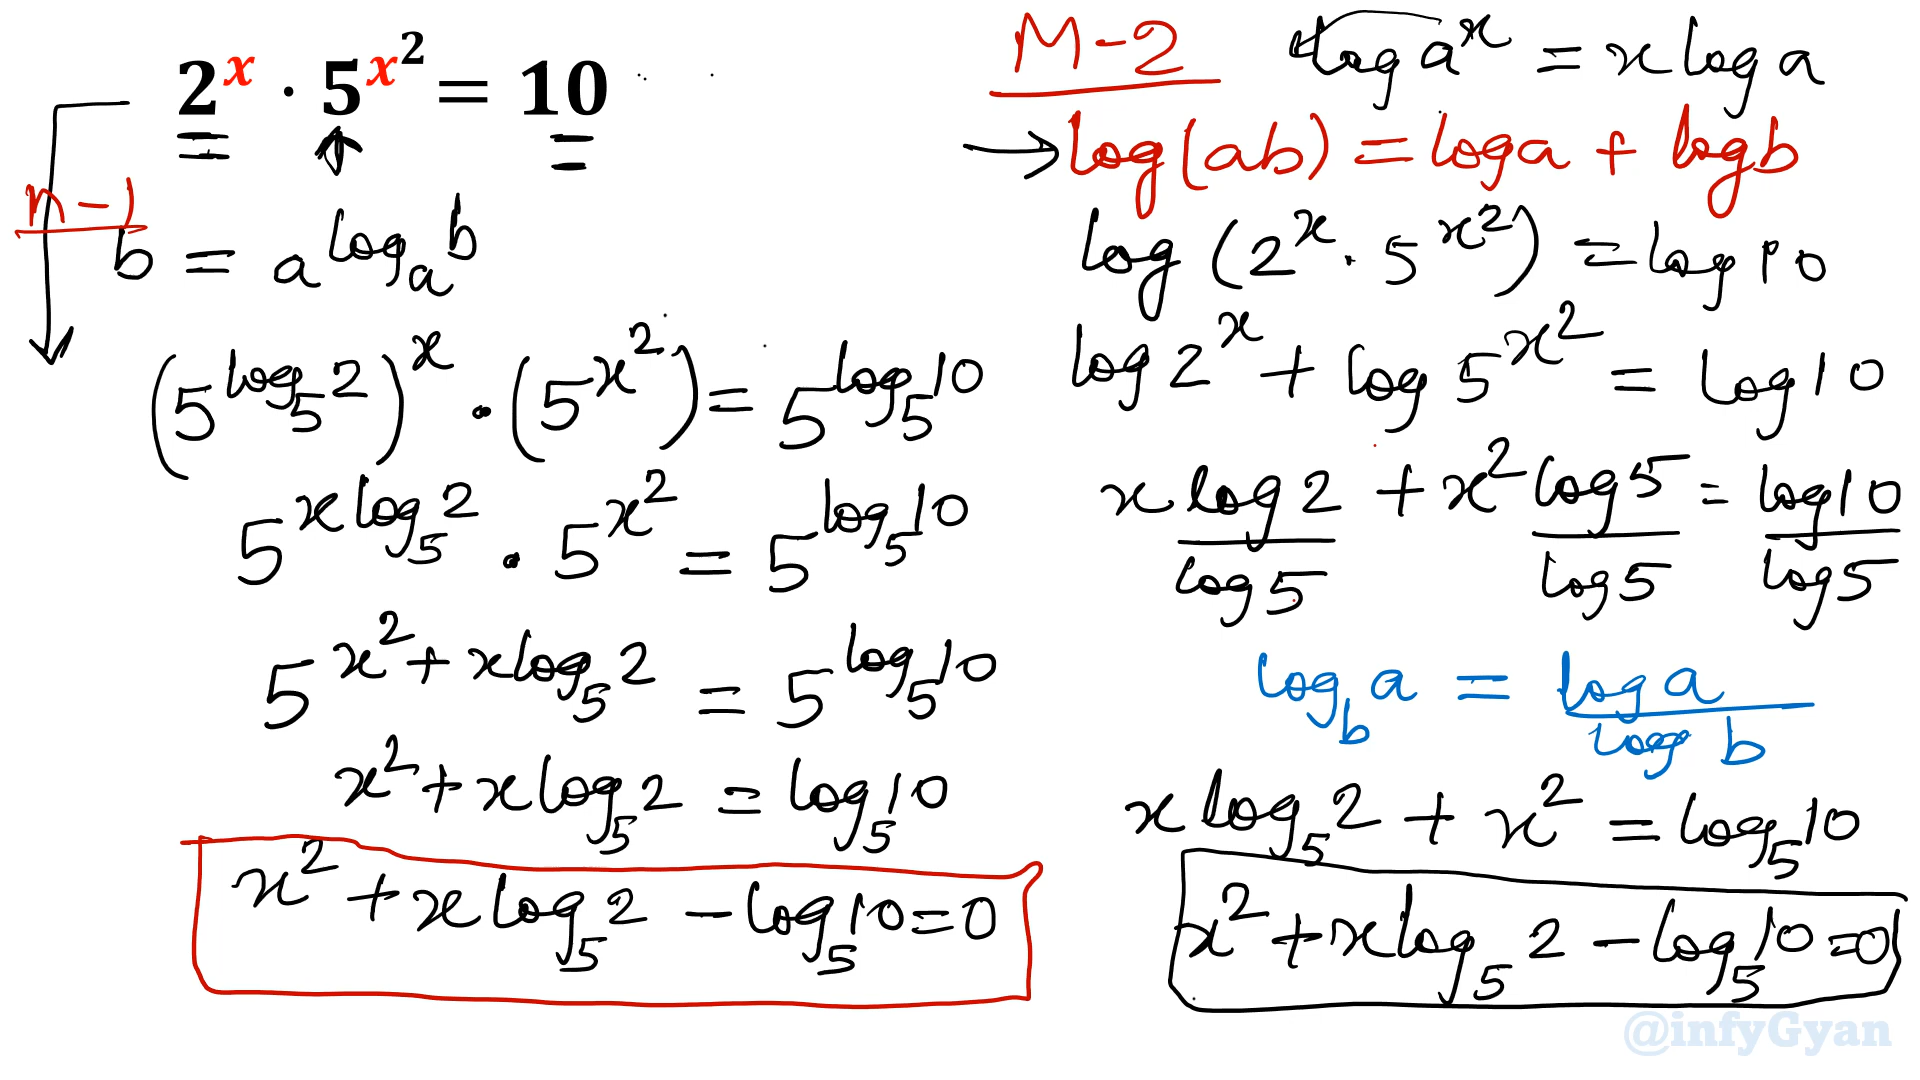 2^x · 5^{x^2} = 10
m-1
b = a^{log_a b}
(5^{log_5 2})^x · (5^{x^2}) = 5^{log_5 10}
5^{x log_5 2} · 5^{x^2} = 5^{log_5 10}
5^{x^2 + x log_5 2} = 5^{log_5 10}
x^2 + x log_5 2 = log_5 10
x^2 + x log_5 2 - log_5 10 = 0
M-2
log a^x = x log a
→ log(ab) = log a + log b
log (2^x · 5^{x^2}) = log 10
log 2^x + log 5^{x^2} = log 10
x log 2 / log 5 + x^2 log 5 / log 5 = log 10 / log 5
log_b a = log a / log b
x log_5 2 + x^2 = log_5 10
x^2 + x log_5 2 - log_5 10 = 0
@infyGyan